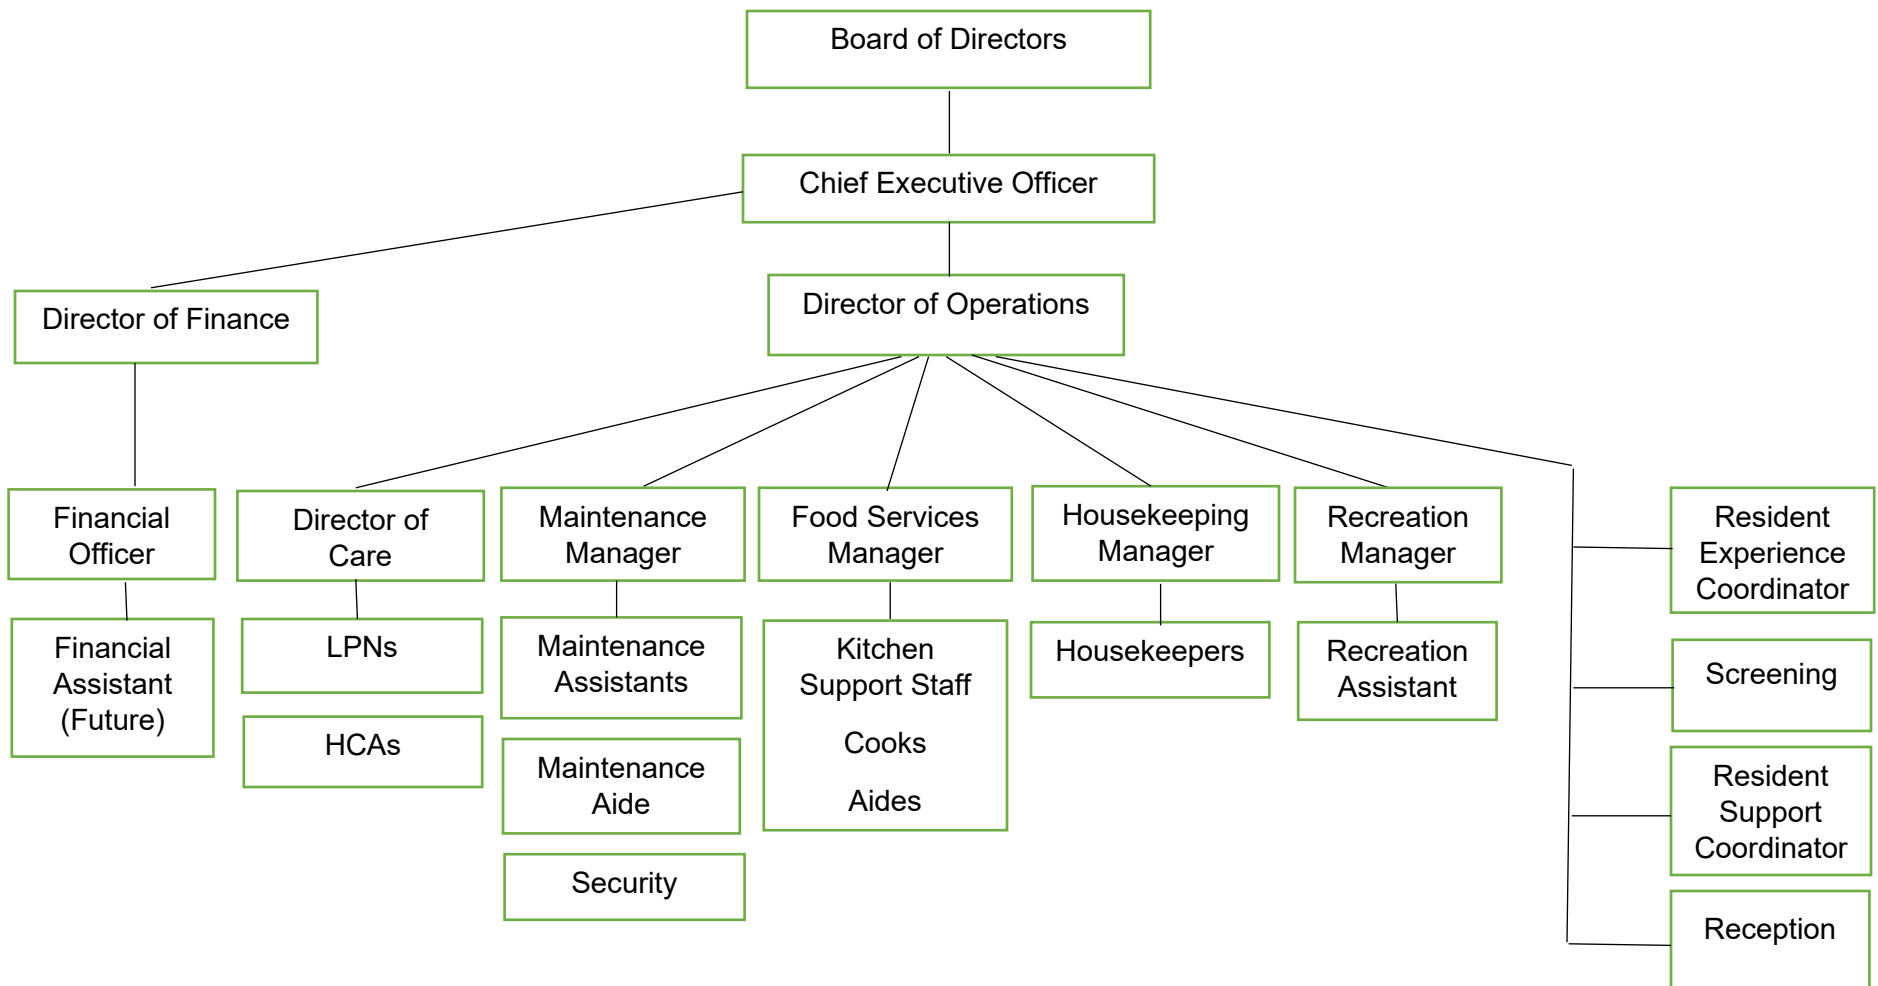 Board of Directors
Chief Executive Officer
Director of Finance
Director of Operations
Financial
Officer
Director of
Care
Maintenance
Manager
Food Services
Manager
Housekeeping
Manager
Recreation
Manager
Resident
Experience
Coordinator
Financial
Assistant
(Future)
LPNs
HCAs
Maintenance
Assistants
Maintenance
Aide
Security
Kitchen
Support Staff
Cooks
Aides
Housekeepers
Recreation
Assistant
Screening
Resident
Support
Coordinator
Reception